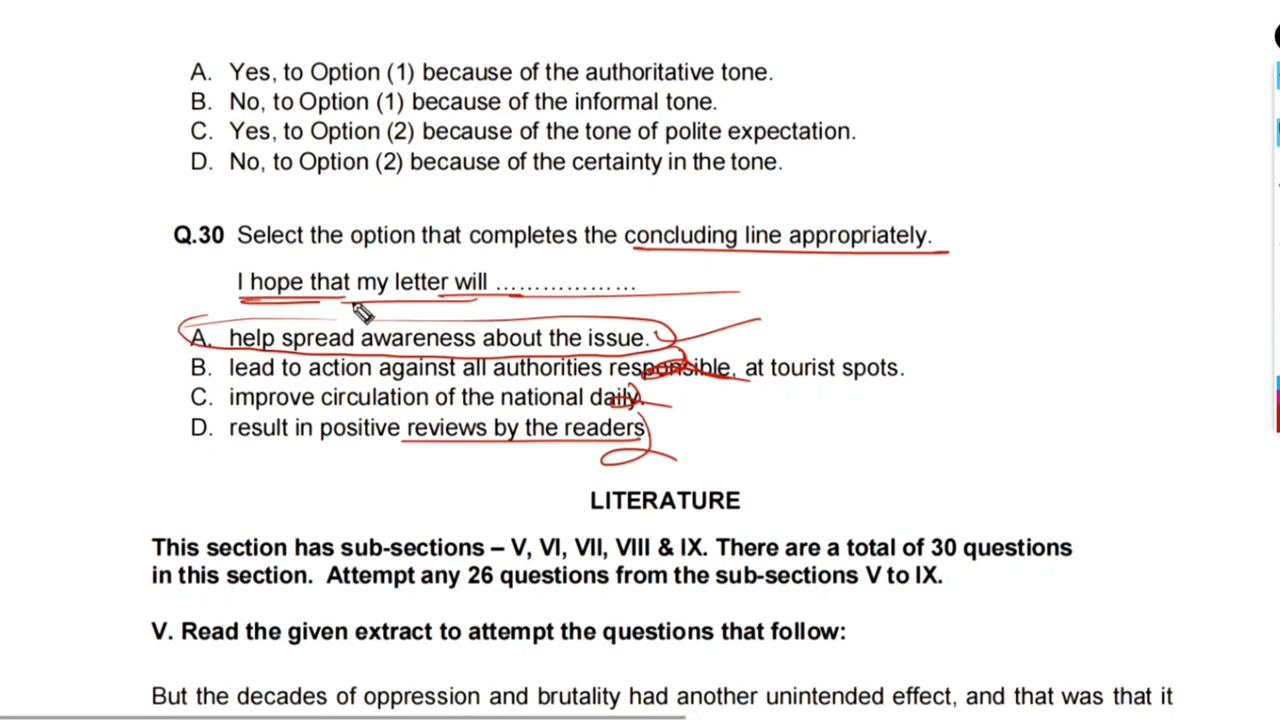 A. Yes, to Option (1) because of the authoritative tone.
B. No, to Option (1) because of the informal tone.
C. Yes, to Option (2) because of the tone of polite expectation.
D. No, to Option (2) because of the certainty in the tone.
Q.30 Select the option that completes the concluding line appropriately.
I hope that my letter will ………………
A. help spread awareness about the issue.
B. lead to action against all authorities responsible, at tourist spots.
C. improve circulation of the national daily.
D. result in positive reviews by the readers
LITERATURE
This section has sub-sections – V, VI, VII, VIII & IX. There are a total of 30 questions
in this section. Attempt any 26 questions from the sub-sections V to IX.
V. Read the given extract to attempt the questions that follow:
But the decades of oppression and brutality had another unintended effect, and that was that it